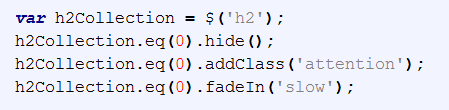 var h2Collection = $('h2');
h2Collection.eq(0).hide();
h2Collection.eq(0).addClass('attention');
h2Collection.eq(0).fadeIn('slow');